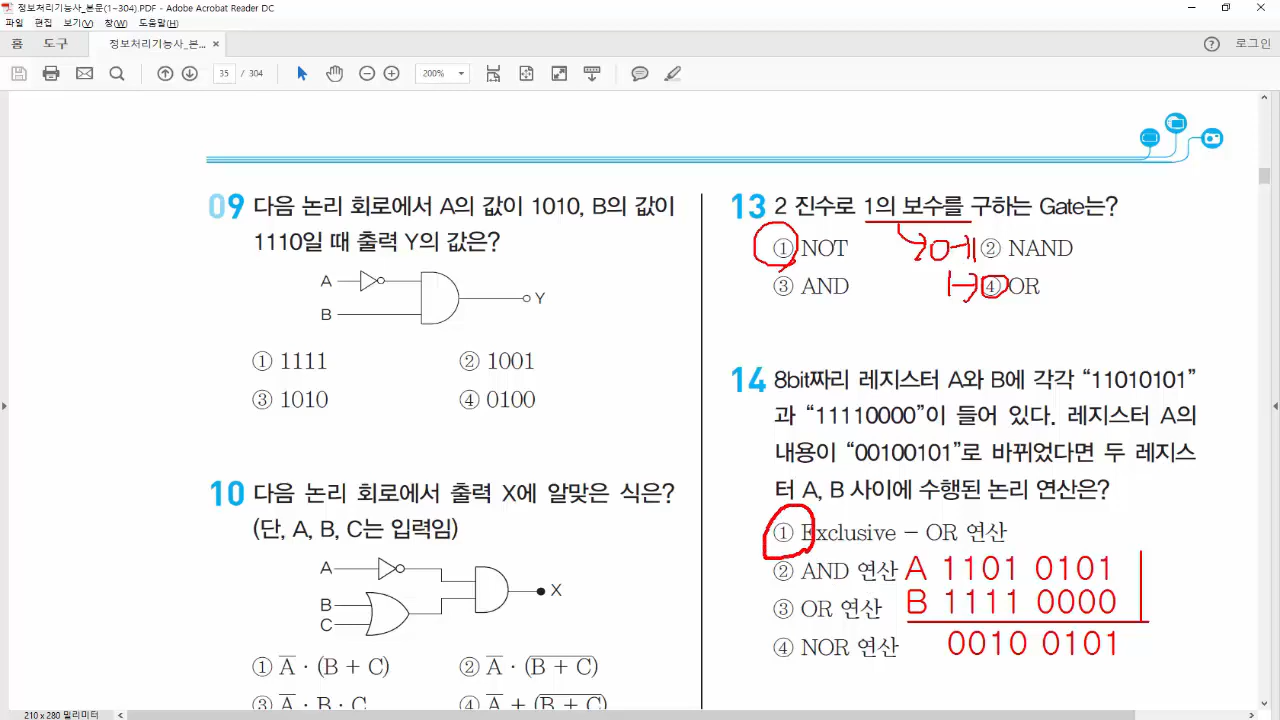 정보처리기능사_본문(1~304).PDF - Adobe Acrobat Reader DC
파일 편집 보기(V) 창(W) 도움말(H)
홈 도구 정보처리기능사_본... × 로그인
35 / 304 200%
09 다음 논리 회로에서 A의 값이 1010, B의 값이
1110일 때 출력 Y의 값은?
A
B
Y
① 1111 ② 1001
③ 1010 ④ 0100
10 다음 논리 회로에서 출력 X에 알맞은 식은?
(단, A, B, C는 입력임)
A
B
C
X
① A̅ · (B + C) ② A̅ · (B + C)̅
③ A̅ · B · C ④ A̅ + (B + C)̅
13 2 진수로 1의 보수를 구하는 Gate는?
① NOT ② NAND
③ AND ④ OR
0→1
1→0
14 8bit짜리 레지스터 A와 B에 각각 “11010101”
과 “11110000”이 들어 있다. 레지스터 A의
내용이 “00100101”로 바뀌었다면 두 레지스
터 A, B 사이에 수행된 논리 연산은?
① Exclusive - OR 연산
② AND 연산
③ OR 연산
④ NOR 연산
A 1101 0101
B 1111 0000
0010 0101
210 x 280 밀리미터